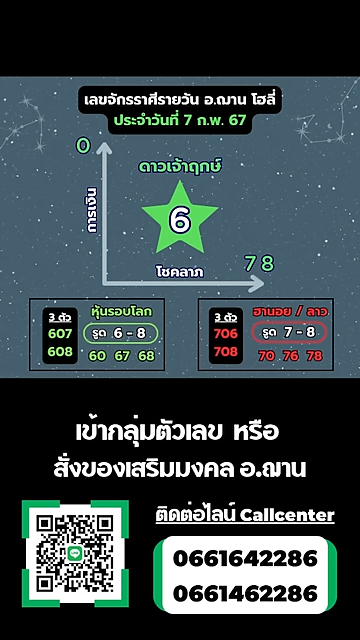 เลขจักรราศีรายวัน อ.ฌาน โฮลี่
ประจำวันที่ 7 ก.พ. 67
0
ดาวเจ้าฤกษ์
การเงิน
6
โชคลาภ
7 8
3 ตัว
607
608
หุ้นรอบโลก
รูด 6 - 8
60 67 68
3 ตัว
706
708
ฮานอย / ลาว
รูด 7 - 8
70 76 78
เข้ากลุ่มตัวเลข หรือ
สั่งของเสริมมงคล อ.ฌาน
ติดต่อไลน์ Callcenter
0661642286
0661462286